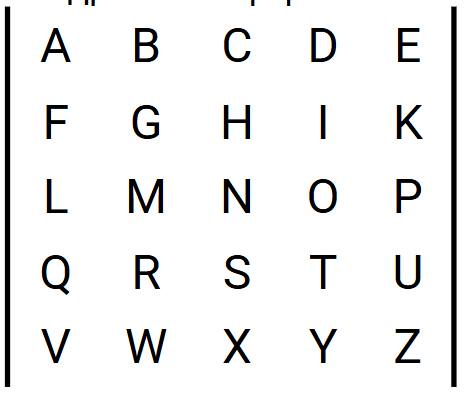 A B C D E
F G H I K
L M N O P
Q R S T U
V W X Y Z